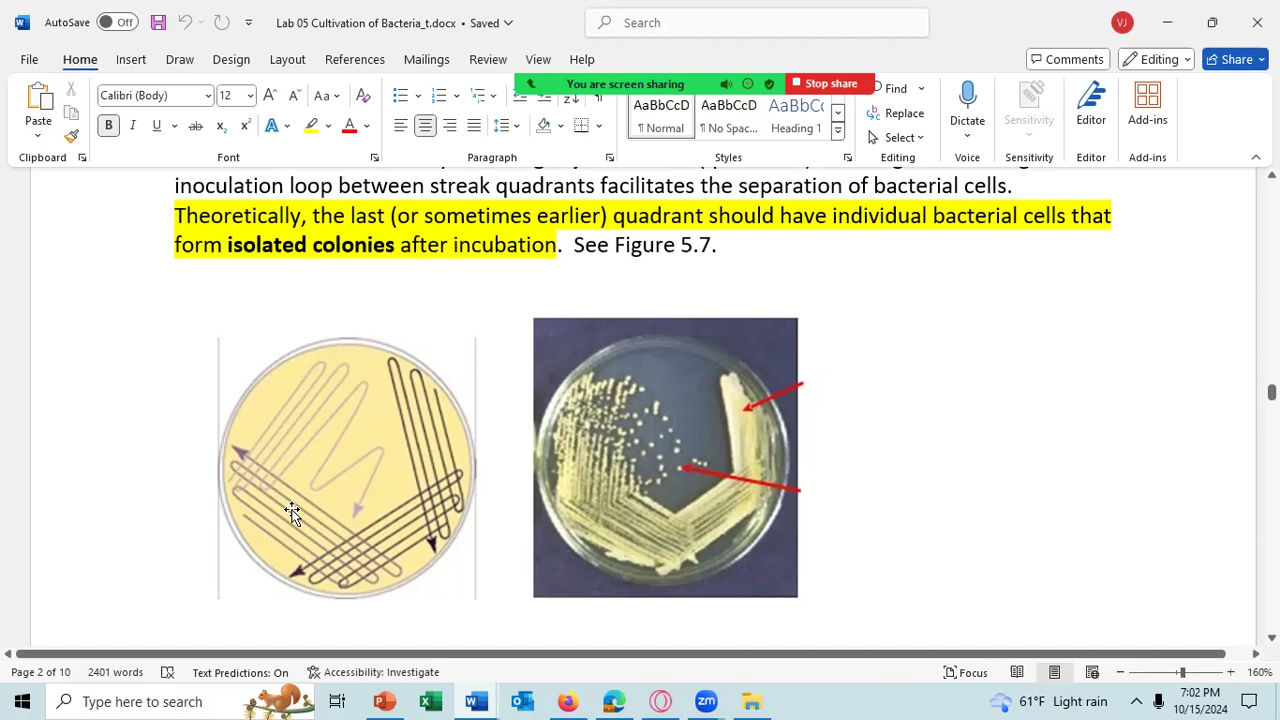 AutoSave Off Lab 05 Cultivation of Bacteria_t.docx • Saved Search VJ
File Home Insert Draw Design Layout References Mailings Review View Help Comments Editing Share
You are screen sharing Stop share
Paste Calibri (Body) 12 Aa AaBbCcD AaBbCcD AaBbCc Find Dictate Sensitivity Editor Add-ins
B I U ab x₂ x² A A ¶ Normal ¶ No Spac... Heading 1 Replace
Select
Clipboard Font Paragraph Styles Editing Voice Sensitivity Editor Add-ins
inoculation loop between streak quadrants facilitates the separation of bacterial cells.
Theoretically, the last (or sometimes earlier) quadrant should have individual bacterial cells that
form isolated colonies after incubation. See Figure 5.7.
Page 2 of 10 2401 words Text Predictions: On Accessibility: Investigate Focus 160%
Type here to search 61°F Light rain 7:02 PM
10/15/2024